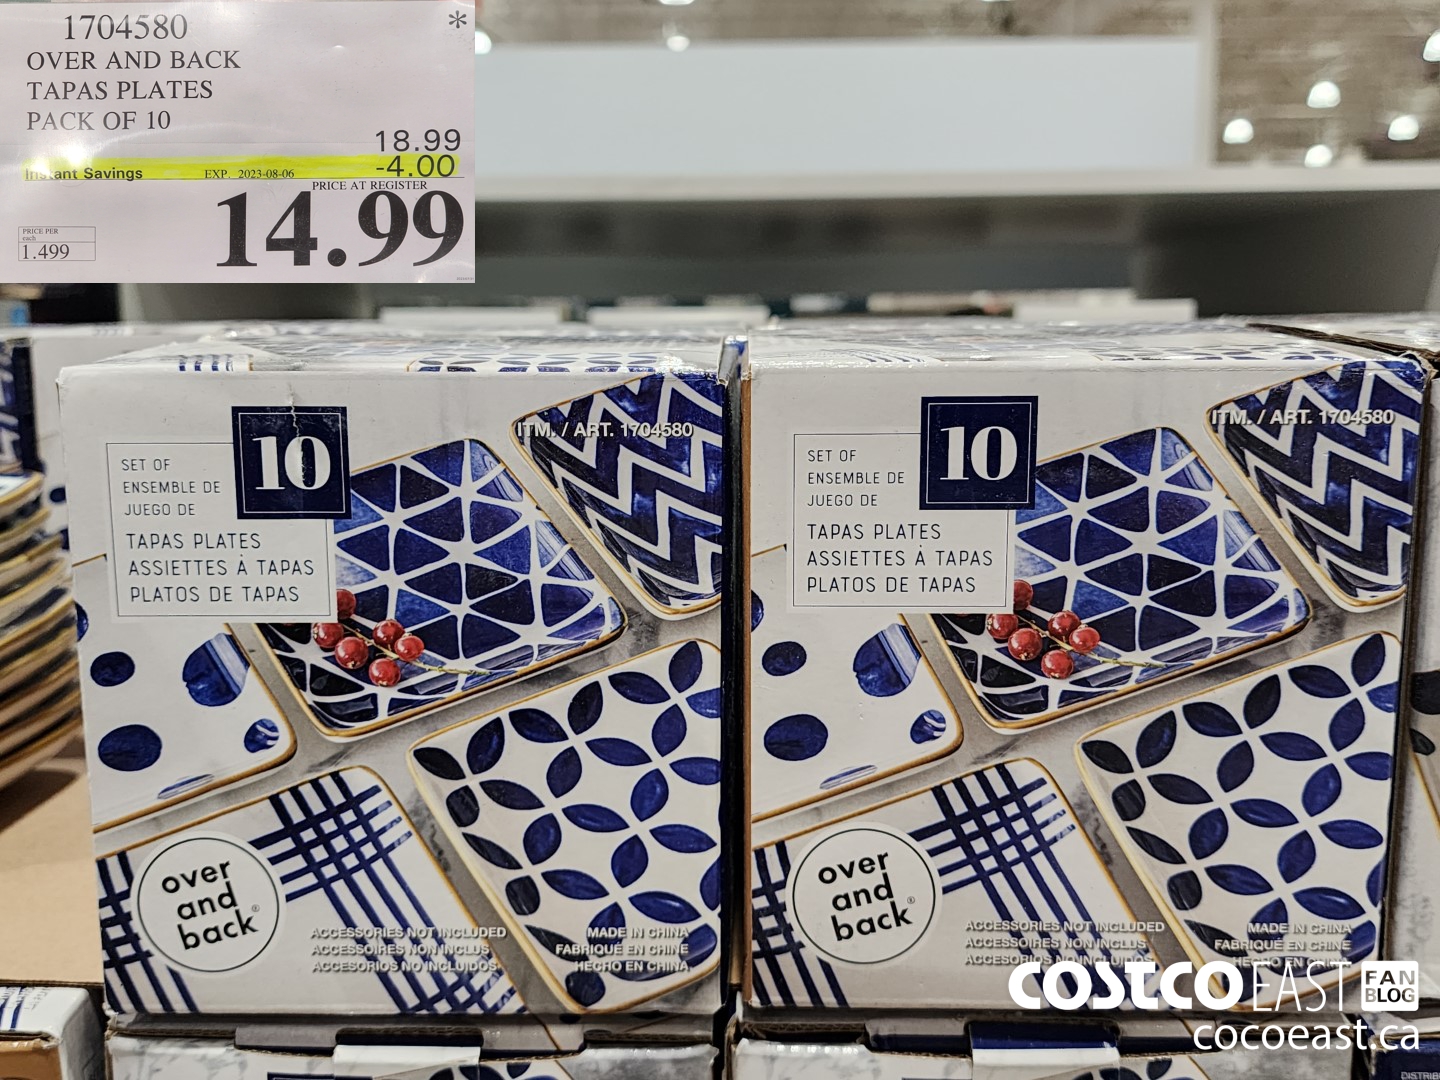 1704580 *
OVER AND BACK
TAPAS PLATES
PACK OF 10
18.99
-4.00
Instant Savings EXP. 2023-08-06
PRICE AT REGISTER
14.99
PRICE PER
each
1.499
10
SET OF
ENSEMBLE DE
JUEGO DE
TAPAS PLATES
ASSIETTES À TAPAS
PLATOS DE TAPAS
ITM. / ART. 1704580
over
and
back®
ACCESSORIES NOT INCLUDED
ACCESSOIRES NON INCLUS
ACCESORIOS NO INCLUIDOS
MADE IN CHINA
FABRIQUÉ EN CHINE
HECHO EN CHINA
10
SET OF
ENSEMBLE DE
JUEGO DE
TAPAS PLATES
ASSIETTES À TAPAS
PLATOS DE TAPAS
ITM. / ART. 1704580
over
and
back®
ACCESSORIES NOT INCLUDED
ACCESSOIRES NON INCLUS
ACCESORIOS NO INCLUIDOS
MADE IN CHINA
FABRIQUÉ EN CHINE
HECHO EN CHINA
COSTCO EAST FAN BLOG
cocoeast.ca